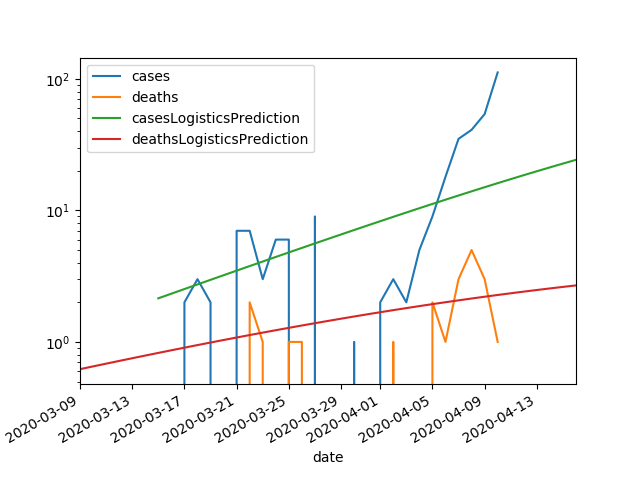 cases
deaths
casesLogisticsPrediction
deathsLogisticsPrediction
10²
10¹
10⁰
2020-03-09
2020-03-13
2020-03-17
2020-03-21
2020-03-25
2020-03-29
2020-04-01
2020-04-05
2020-04-09
2020-04-13
date